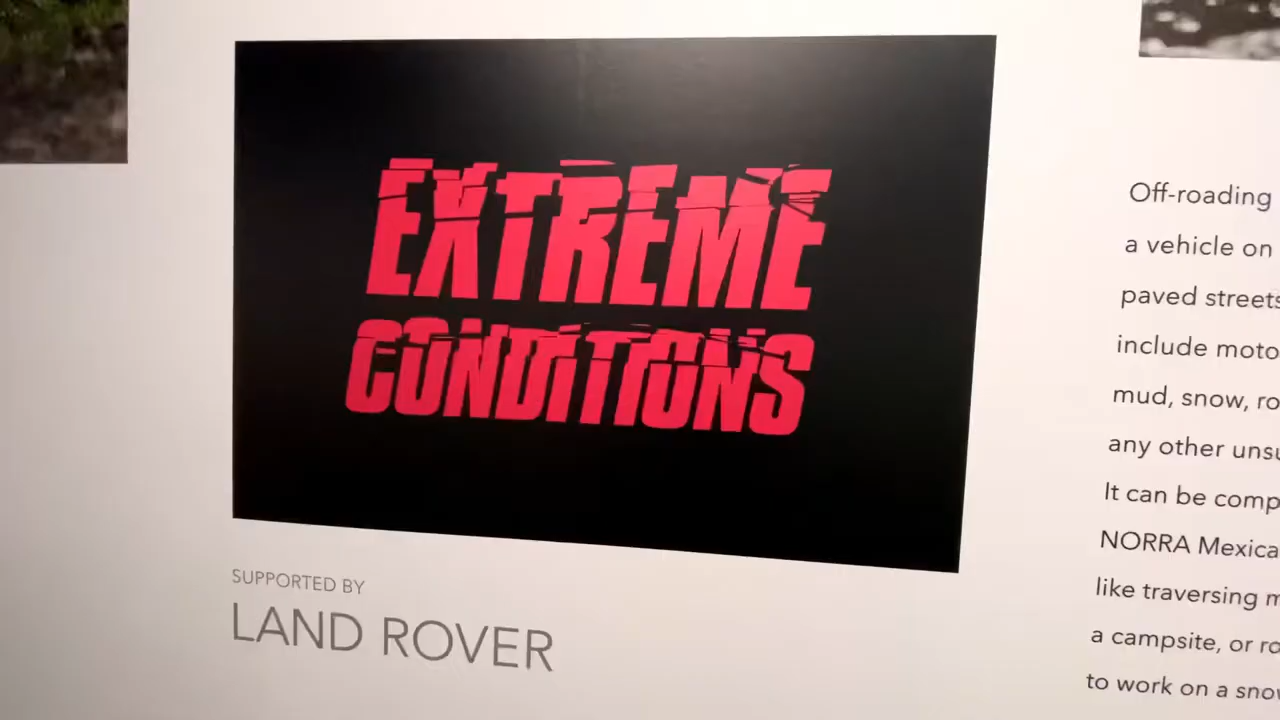 EXTREME
CONDITIONS
SUPPORTED BY
LAND ROVER
Off-roading
a vehicle on
paved streets
include
mud, snow,
any other
It can be
NORRA
like traversing
a campsite, or
to work on a